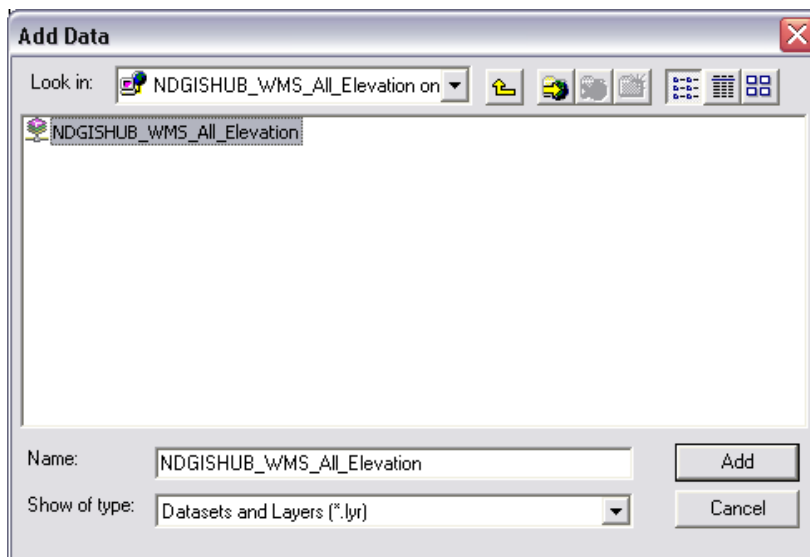 Add Data
Look in: NDGISHUB_WMS_All_Elevation on
NDGISHUB_WMS_All_Elevation
Name: NDGISHUB_WMS_All_Elevation Add
Show of type: Datasets and Layers (*.lyr) Cancel